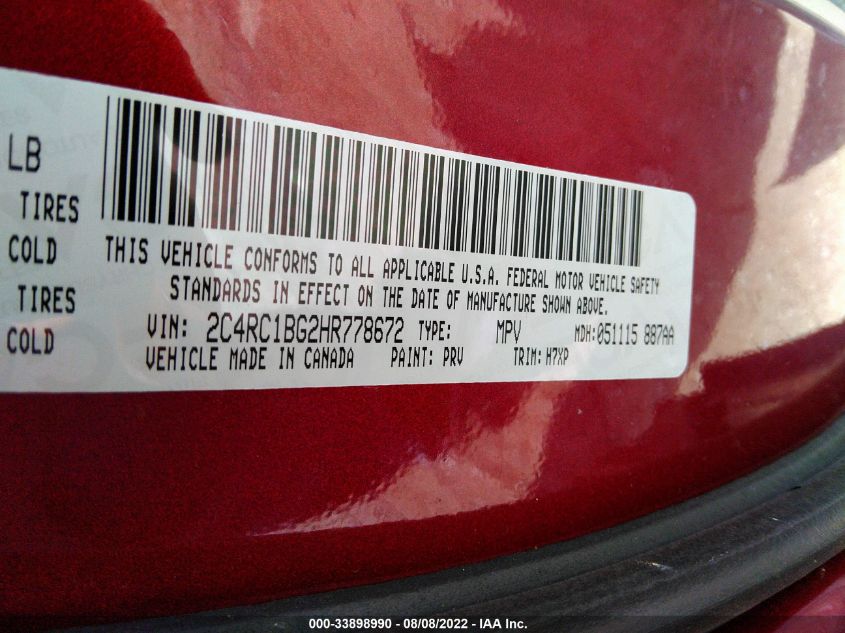 LB
TIRES
COLD
TIRES
COLD
THIS VEHICLE CONFORMS TO ALL APPLICABLE U.S.A. FEDERAL MOTOR VEHICLE SAFETY
STANDARDS IN EFFECT ON THE DATE OF MANUFACTURE SHOWN ABOVE.
VIN: 2C4RC1BG2HR778672 TYPE: MPV MDH:051115 887AA
VEHICLE MADE IN CANADA PAINT: PRV TRIM: H7XP
000-33898990 - 08/08/2022 - IAA Inc.